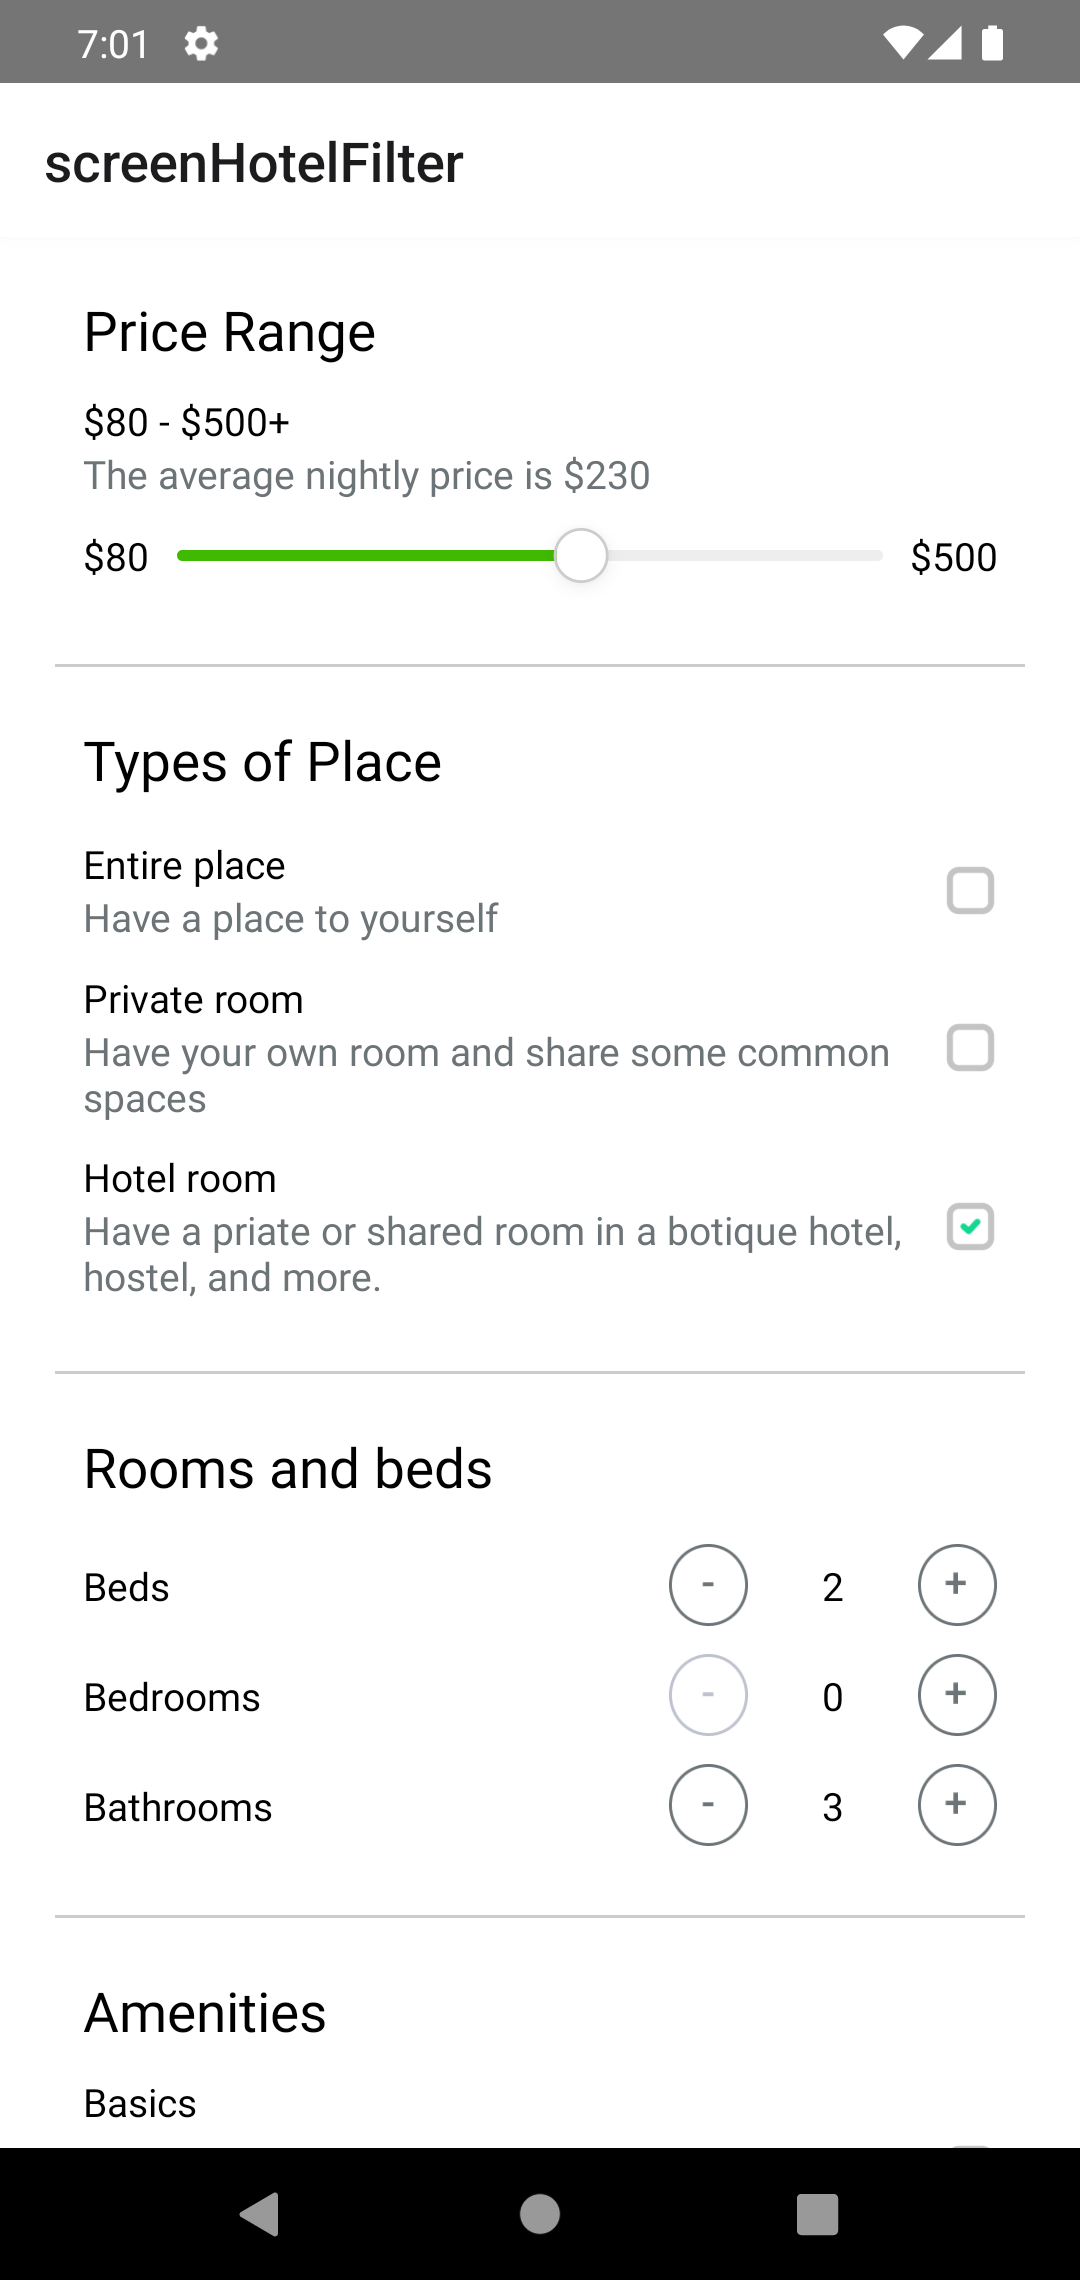 7:01
screenHotelFilter
Price Range
$80 - $500+
The average nightly price is $230
$80 $500
Types of Place
Entire place
Have a place to yourself
Private room
Have your own room and share some common
spaces
Hotel room
Have a priate or shared room in a botique hotel,
hostel, and more.
Rooms and beds
Beds - 2 +
Bedrooms - 0 +
Bathrooms - 3 +
Amenities
Basics